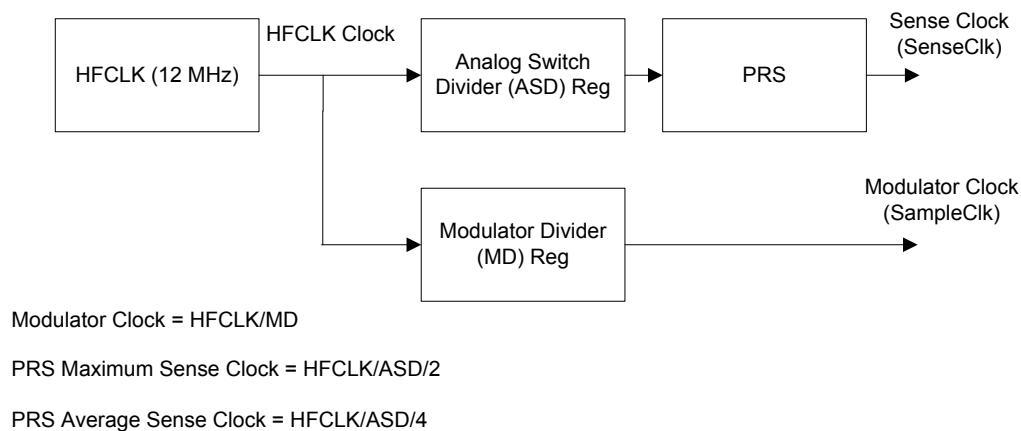 HFCLK (12 MHz)
HFCLK Clock
Analog Switch
Divider (ASD) Reg
PRS
Sense Clock
(SenseClk)
Modulator Divider
(MD) Reg
Modulator Clock
(SampleClk)
Modulator Clock = HFCLK/MD
PRS Maximum Sense Clock = HFCLK/ASD/2
PRS Average Sense Clock = HFCLK/ASD/4